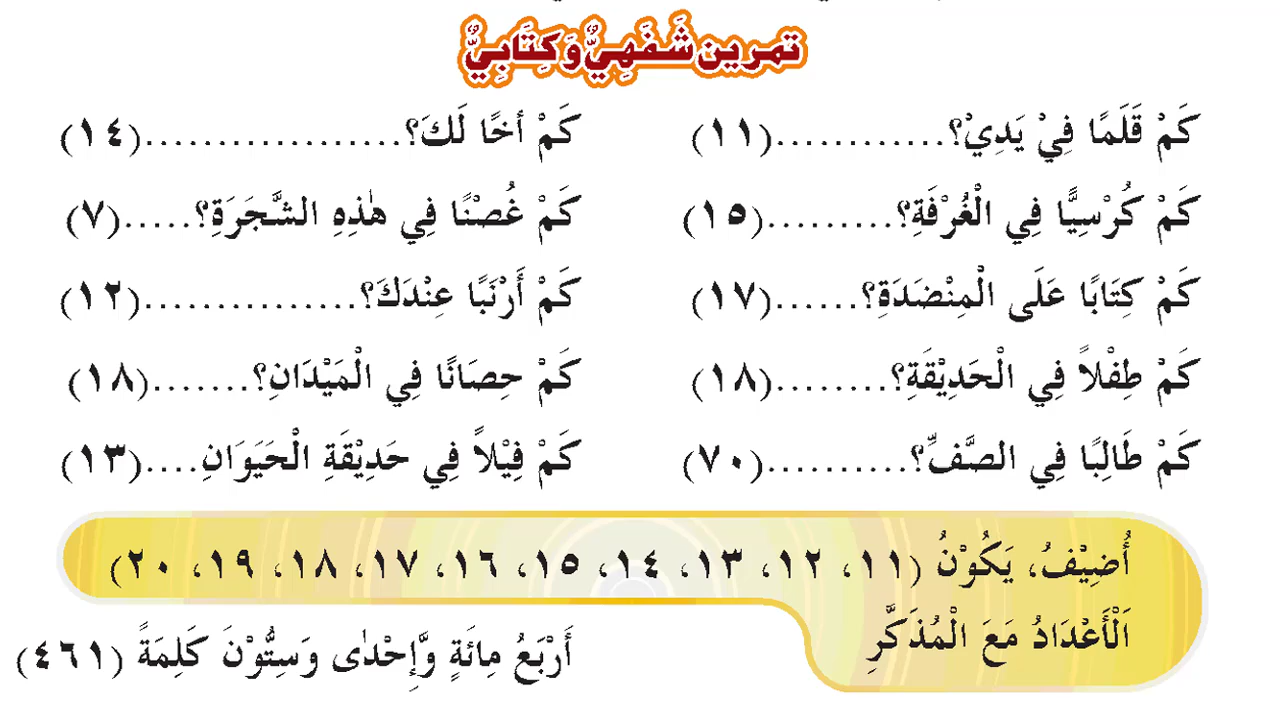 تمرين شَفَهِيٌّ وَكِتَابِيٌّ
كَمْ قَلَمًا فِيْ يَدِيْ؟............(١١)
كَمْ أخًا لَكَ؟..................(١٤)
كَمْ كُرْسِيًّا فِي الْغُرْفَةِ؟..........(١٥)
كَمْ غُصْنًا فِي هٰذِهِ الشَّجَرَةِ؟.....(٧)
كَمْ كِتَابًا عَلَى الْمِنْضَدَةِ؟......(١٧)
كَمْ أَرْنَبًا عِنْدَكَ؟...............(١٢)
كَمْ طِفْلاً فِي الْحَدِيْقَةِ؟........(١٨)
كَمْ حِصَانًا فِي الْمَيْدَانِ؟.......(١٨)
كَمْ طَالِبًا فِي الصَّفِّ؟..........(٧٠)
كَمْ فِيْلاً فِي حَدِيْقَةِ الْحَيَوَانِ....(١٣)
أُضِيْفُ، يَكُوْنُ (١١، ١٢، ١٣، ١٤، ١٥، ١٦، ١٧، ١٨، ١٩، ٢٠)
اَلْأَعْدَادُ مَعَ الْمُذَكَّرِ
أَرْبَعُ مِائَةٍ وَّإِحْدٰى وَسِتُّوْنَ كَلِمَةً (٤٦١)